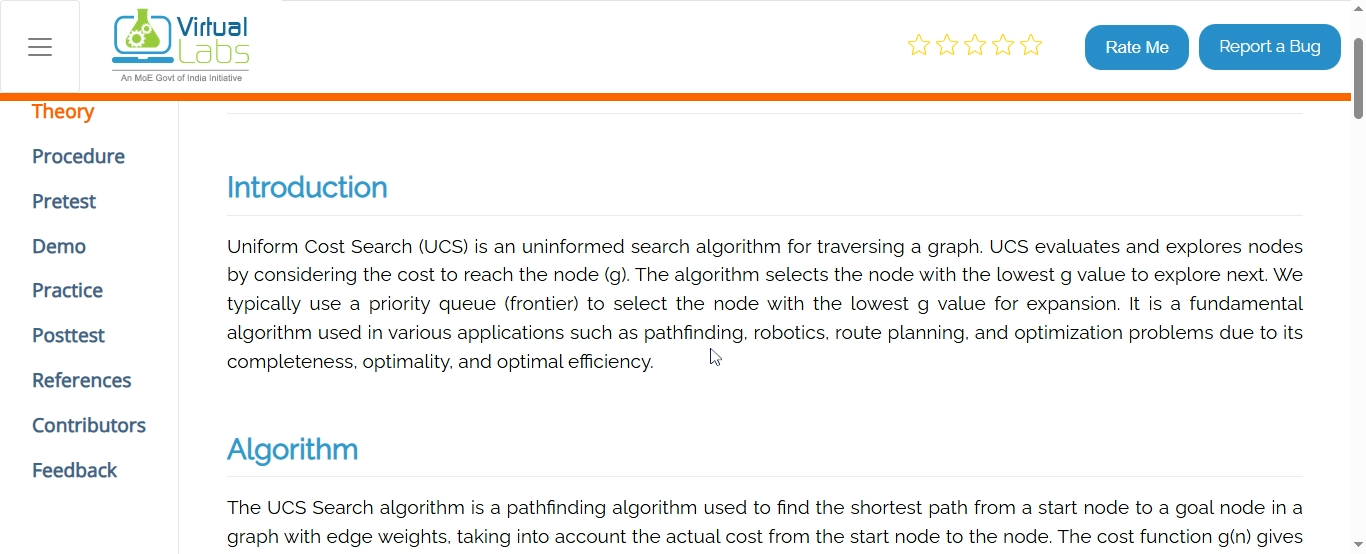 Virtual
Labs
An MoE Govt of India Initiative
Rate Me
Report a Bug
Theory
Procedure
Pretest
Demo
Practice
Posttest
References
Contributors
Feedback
Introduction
Uniform Cost Search (UCS) is an uninformed search algorithm for traversing a graph. UCS evaluates and explores nodes
by considering the cost to reach the node (g). The algorithm selects the node with the lowest g value to explore next. We
typically use a priority queue (frontier) to select the node with the lowest g value for expansion. It is a fundamental
algorithm used in various applications such as pathfinding, robotics, route planning, and optimization problems due to its
completeness, optimality, and optimal efficiency.
Algorithm
The UCS Search algorithm is a pathfinding algorithm used to find the shortest path from a start node to a goal node in a
graph with edge weights, taking into account the actual cost from the start node to the node. The cost function g(n) gives